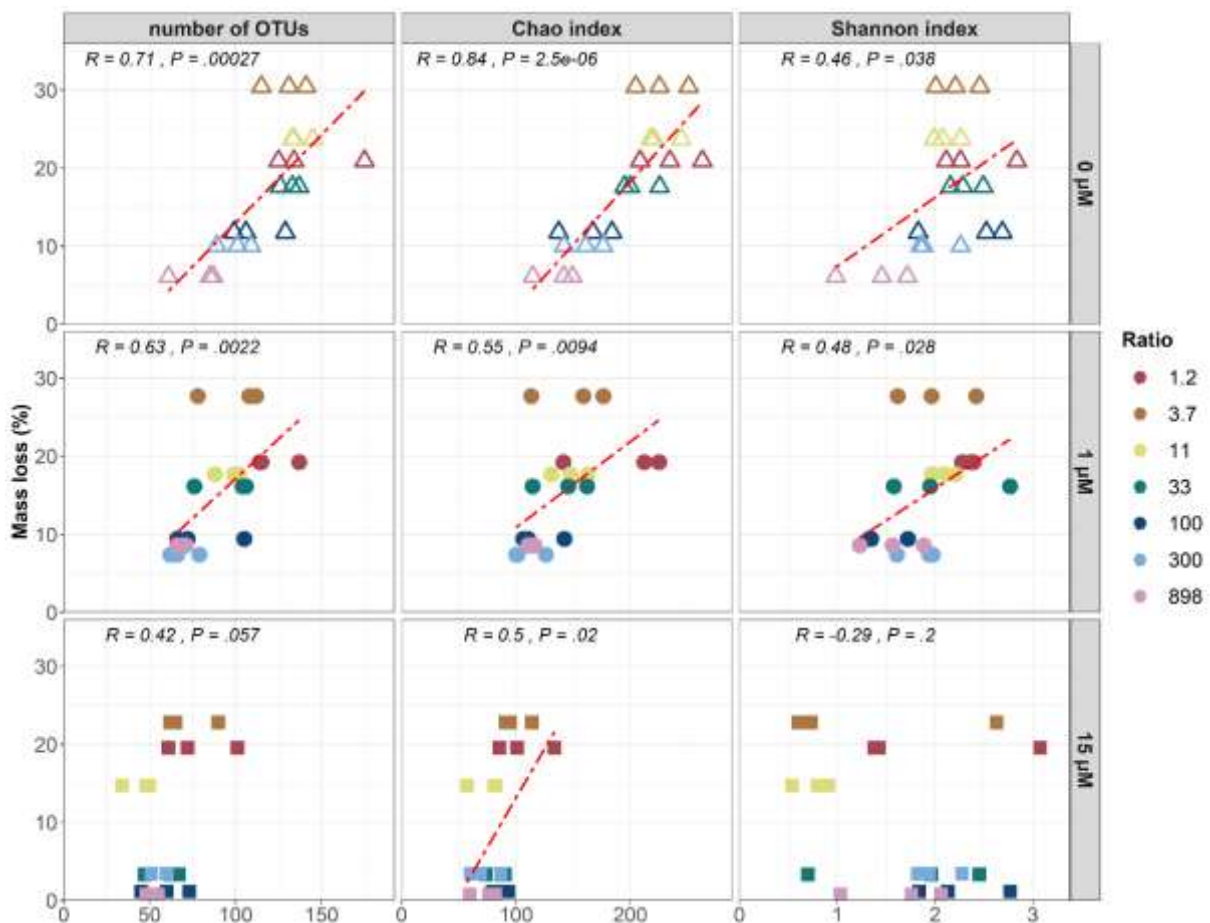 number of OTUs Chao index Shannon index
R = 0.71 , P = .00027 R = 0.84 , P = 2.5e-06 R = 0.46 , P = .038
30
20
10
0
0 µM
R = 0.63 , P = .0022 R = 0.55 , P = .0094 R = 0.48 , P = .028
30
20
10
0
1 µM
Mass loss (%)
R = 0.42 , P = .057 R = 0.5 , P = .02 R = -0.29 , P = .2
30
20
10
0
15 µM
0 50 100 150 0 100 200 0 1 2 3
Ratio
1.2
3.7
11
33
100
300
898